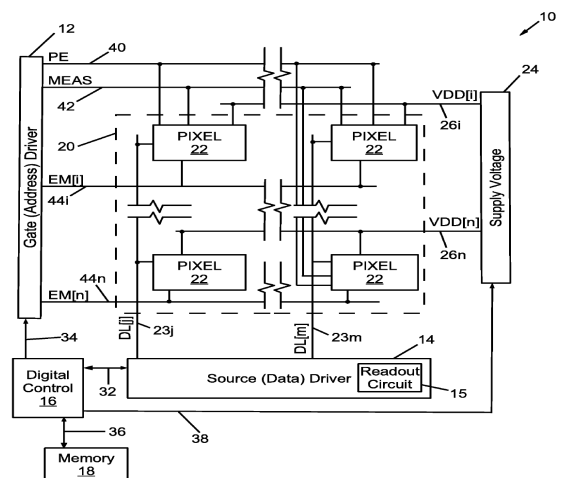 10
12
PE
40
24
MEAS
42
VDD[i]
26i
20
PIXEL
22
PIXEL
22
Gate (Address) Driver
Supply Voltage
EM[i]
44i
VDD[n]
26n
PIXEL
22
PIXEL
22
44n
EM[n]
DL[j]
23j
DL[m]
23m
14
34
Digital
Control
16
32
Source (Data) Driver
Readout
Circuit
15
36
38
Memory
18